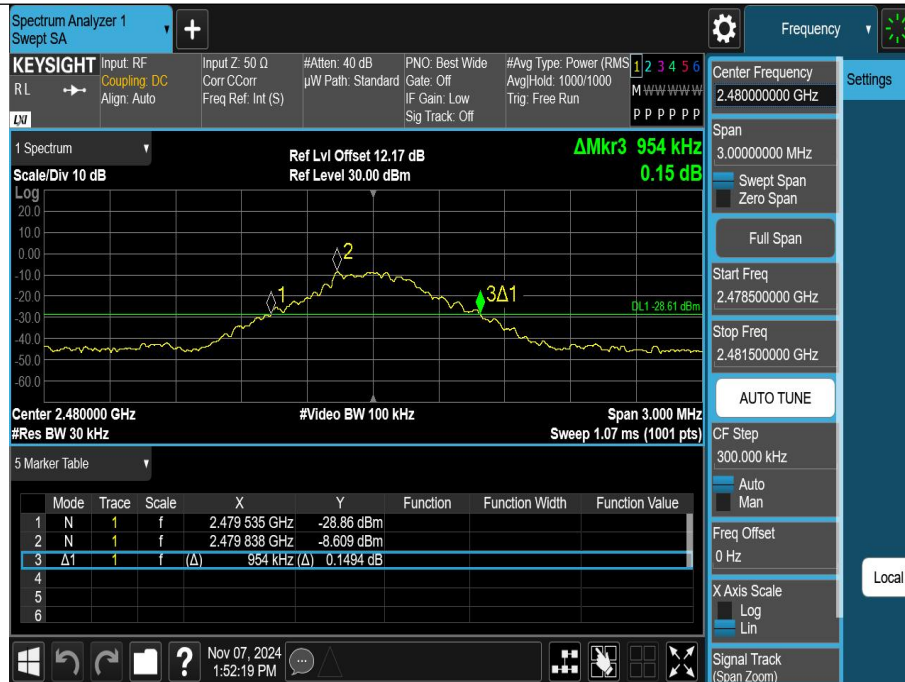 Spectrum Analyzer 1
Swept SA
+
Frequency
KEYSIGHT
RL
LXI
Input: RF
Coupling: DC
Align: Auto
Input Z: 50 Ω
Corr CCorr
Freq Ref: Int (S)
#Atten: 40 dB
µW Path: Standard
PNO: Best Wide
Gate: Off
IF Gain: Low
Sig Track: Off
#Avg Type: Power (RMS
Avg|Hold: 1000/1000
Trig: Free Run
1 2 3 4 5 6
M W W W W W
P P P P P P
1 Spectrum
Scale/Div 10 dB
Ref Lvl Offset 12.17 dB
Ref Level 30.00 dBm
ΔMkr3 954 kHz
0.15 dB
Log
20.0
10.0
0.00
-10.0
-20.0
-30.0
-40.0
-50.0
-60.0
1
2
3Δ1
DL1 -28.61 dBm
Center 2.480000 GHz
#Res BW 30 kHz
#Video BW 100 kHz
Span 3.000 MHz
Sweep 1.07 ms (1001 pts)
5 Marker Table
Mode Trace Scale X Y Function Function Width Function Value
1 N 1 f 2.479 535 GHz -28.86 dBm
2 N 1 f 2.479 838 GHz -8.609 dBm
3 Δ1 1 f (Δ) 954 kHz (Δ) 0.1494 dB
4
5
6
Center Frequency
2.480000000 GHz
Span
3.00000000 MHz
Swept Span
Zero Span
Full Span
Start Freq
2.478500000 GHz
Stop Freq
2.481500000 GHz
AUTO TUNE
CF Step
300.000 kHz
Auto
Man
Freq Offset
0 Hz
X Axis Scale
Log
Lin
Signal Track
(Span Zoom)
Settings
Local
?
Nov 07, 2024
1:52:19 PM